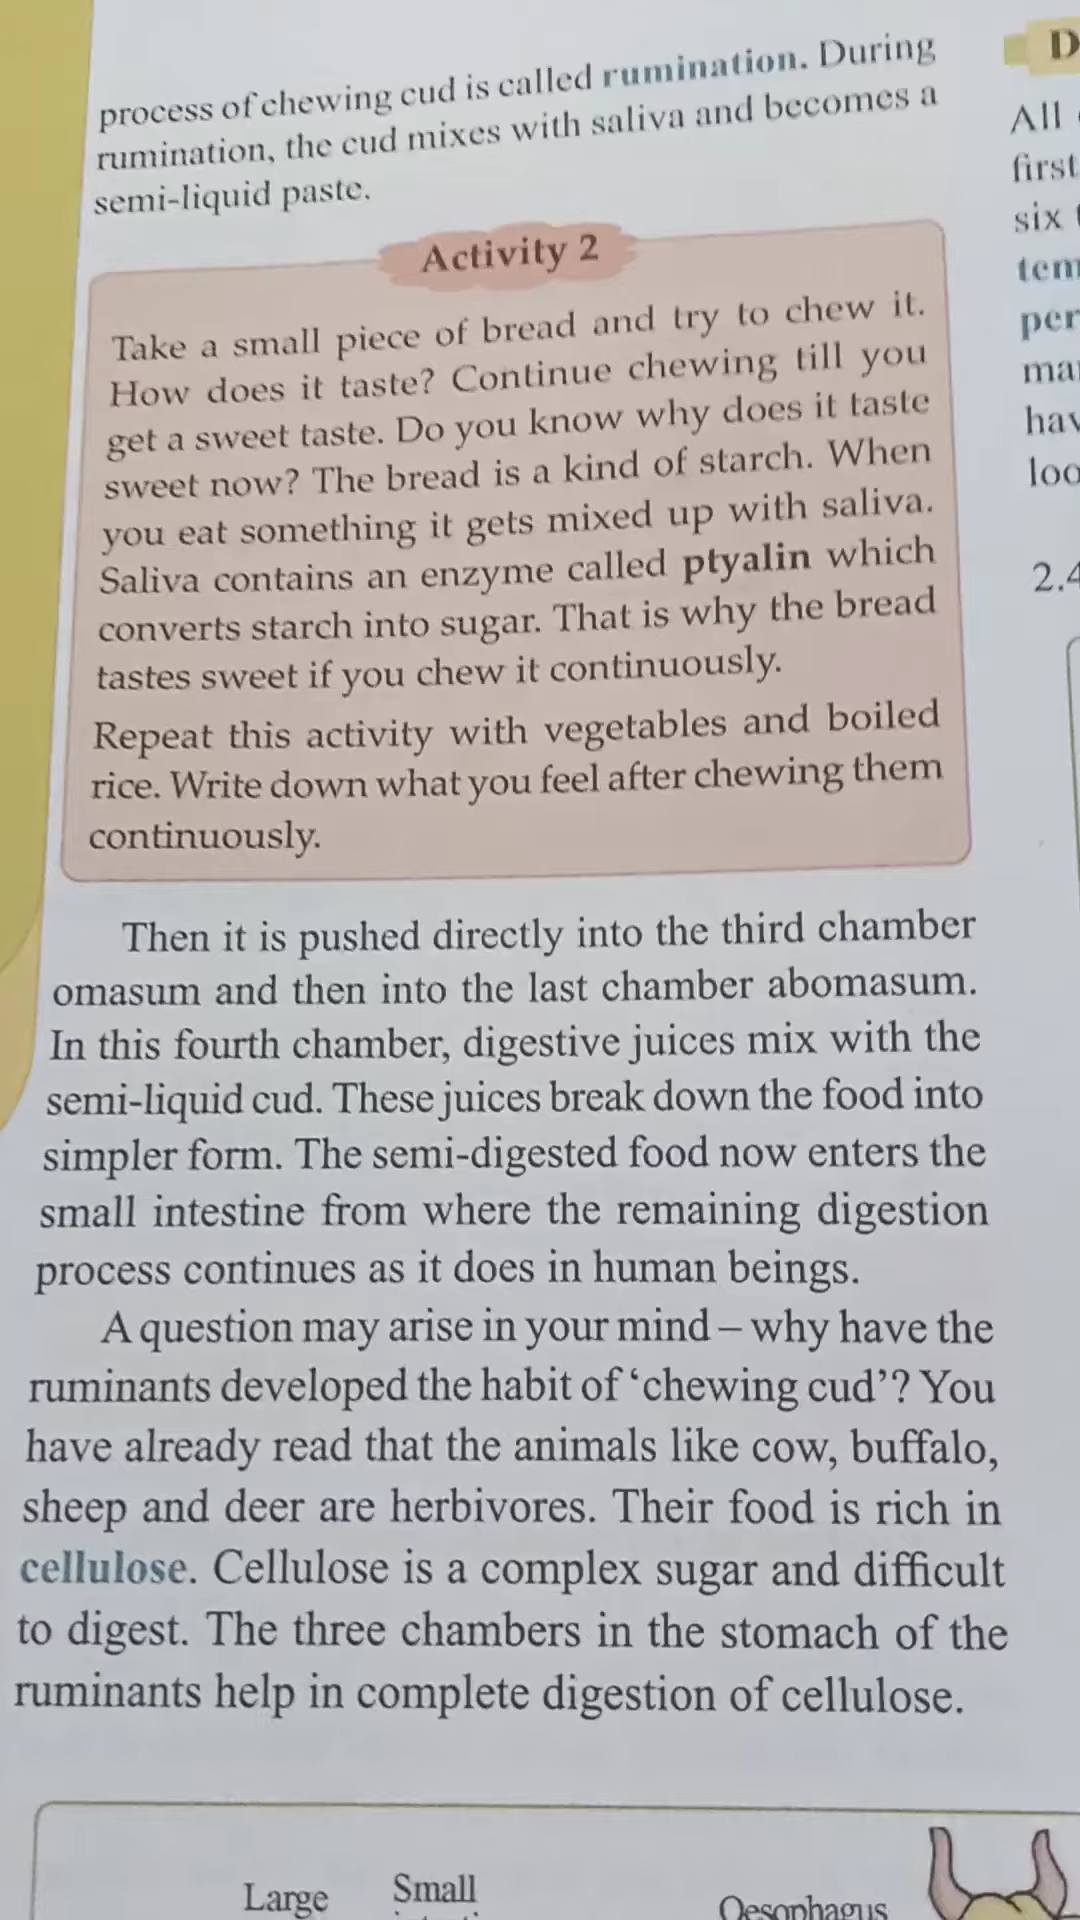 process of chewing cud is called rumination. During
rumination, the cud mixes with saliva and becomes a
semi-liquid paste.
Activity 2
Take a small piece of bread and try to chew it.
How does it taste? Continue chewing till you
get a sweet taste. Do you know why does it taste
sweet now? The bread is a kind of starch. When
you eat something it gets mixed up with saliva.
Saliva contains an enzyme called ptyalin which
converts starch into sugar. That is why the bread
tastes sweet if you chew it continuously.
Repeat this activity with vegetables and boiled
rice. Write down what you feel after chewing them
continuously.
Then it is pushed directly into the third chamber
omasum and then into the last chamber abomasum.
In this fourth chamber, digestive juices mix with the
semi-liquid cud. These juices break down the food into
simpler form. The semi-digested food now enters the
small intestine from where the remaining digestion
process continues as it does in human beings.
A question may arise in your mind – why have the
ruminants developed the habit of ‘chewing cud’? You
have already read that the animals like cow, buffalo,
sheep and deer are herbivores. Their food is rich in
cellulose. Cellulose is a complex sugar and difficult
to digest. The three chambers in the stomach of the
ruminants help in complete digestion of cellulose.
Large Small
Oesophagus
All
first
six